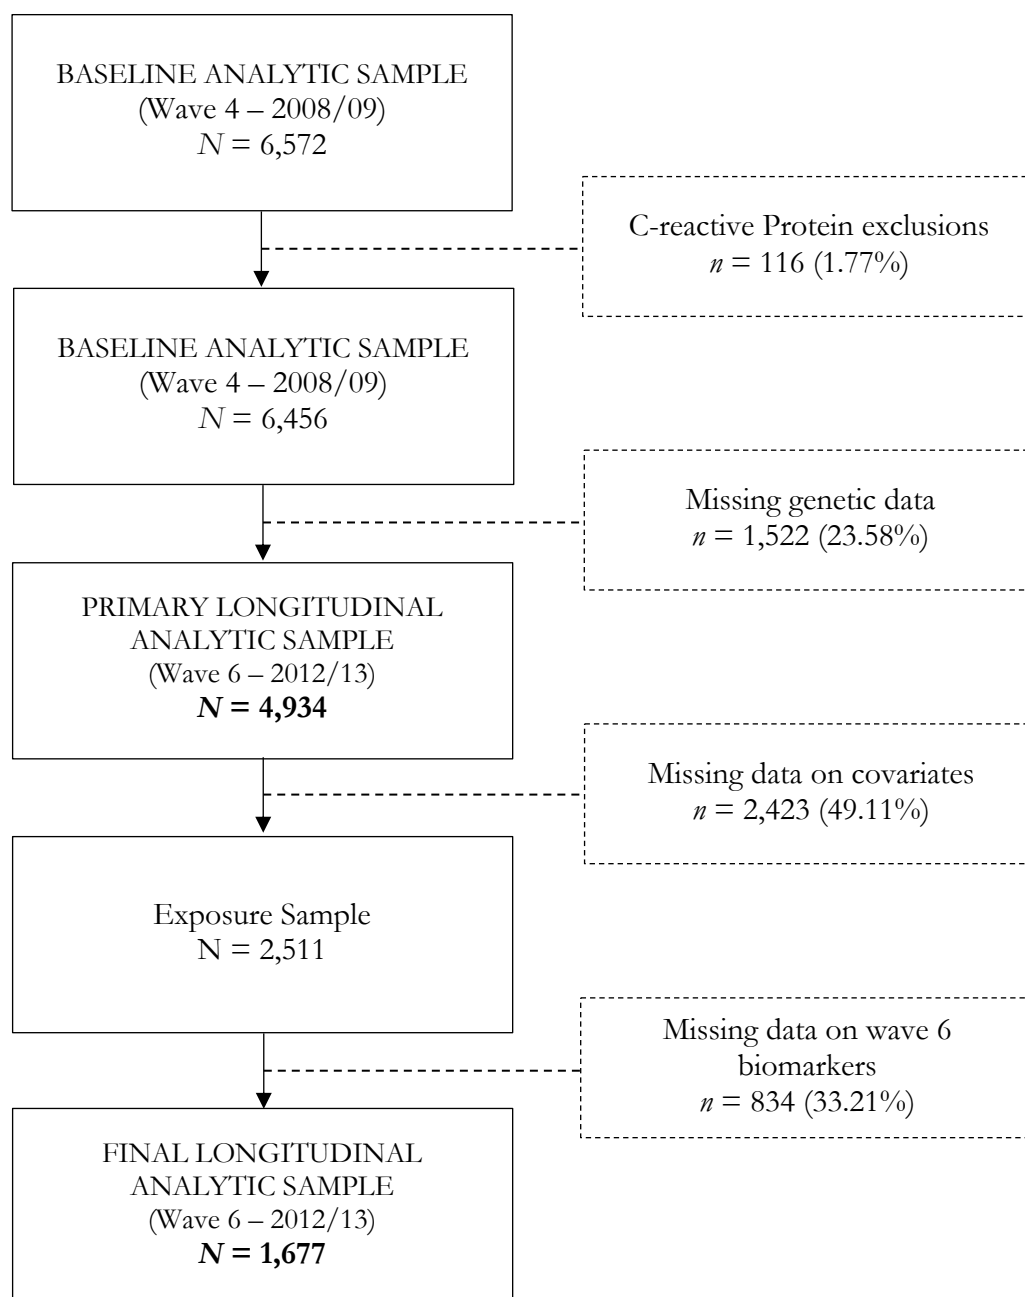 BASELINE ANALYTIC SAMPLE
(Wave 4 – 2008/09)
N = 6,572
C-reactive Protein exclusions
n = 116 (1.77%)
BASELINE ANALYTIC SAMPLE
(Wave 4 – 2008/09)
N = 6,456
Missing genetic data
n = 1,522 (23.58%)
PRIMARY LONGITUDINAL
ANALYTIC SAMPLE
(Wave 6 – 2012/13)
N = 4,934
Missing data on covariates
n = 2,423 (49.11%)
Exposure Sample
N = 2,511
Missing data on wave 6
biomarkers
n = 834 (33.21%)
FINAL LONGITUDINAL
ANALYTIC SAMPLE
(Wave 6 – 2012/13)
N = 1,677